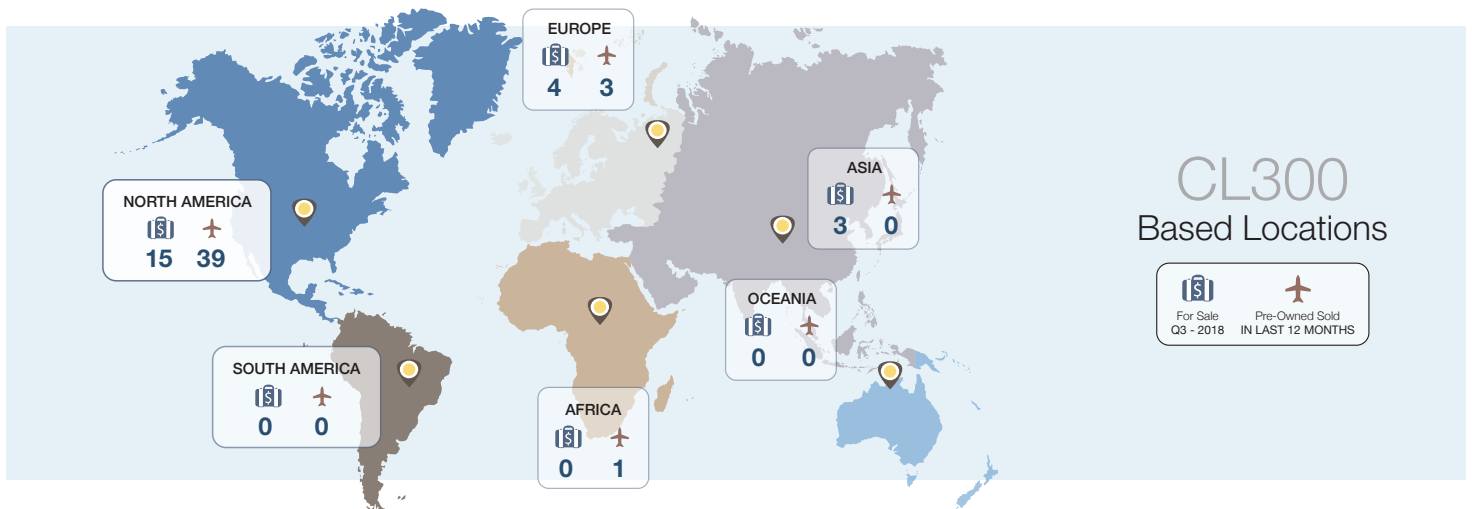 EUROPE
4 3
NORTH AMERICA
15 39
ASIA
3 0
OCEANIA
0 0
SOUTH AMERICA
0 0
AFRICA
0 1
CL300
Based Locations
For Sale Pre-Owned Sold
Q3 - 2018 IN LAST 12 MONTHS